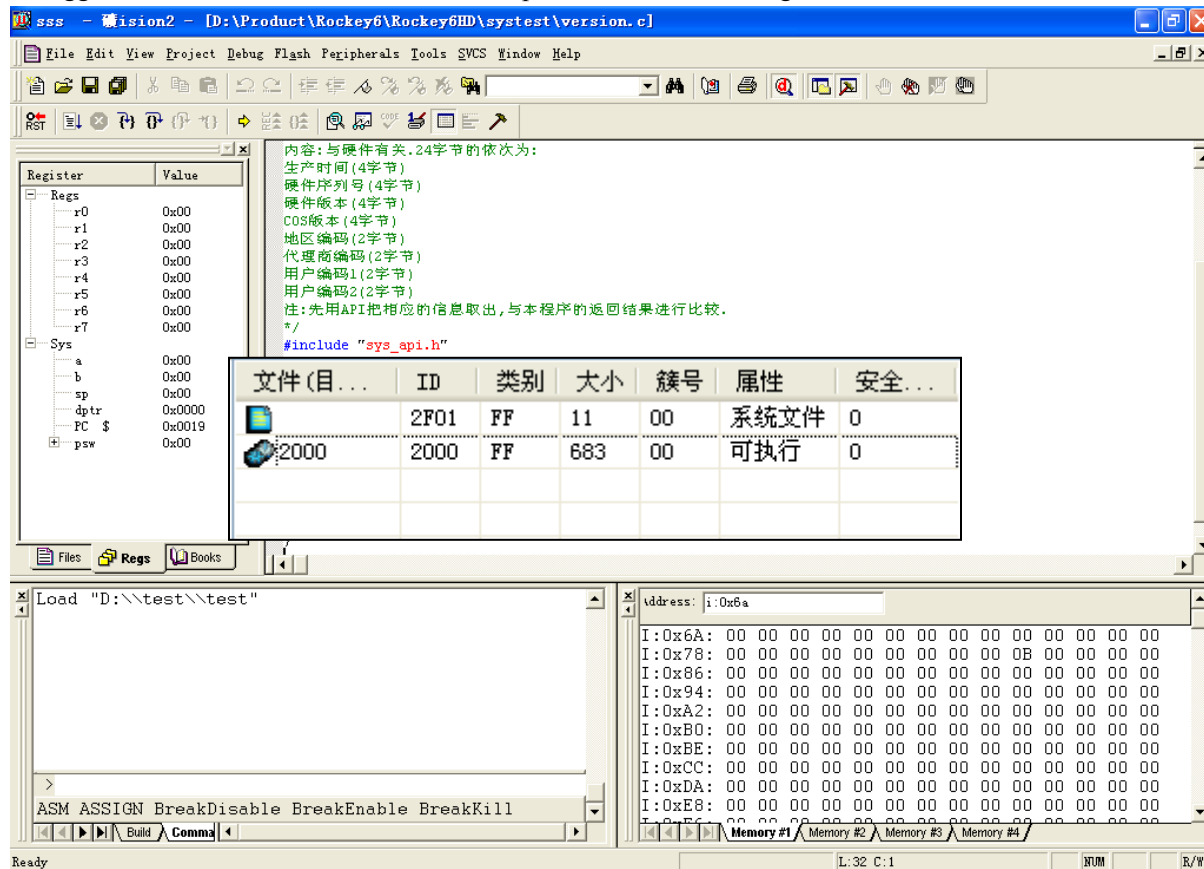 sss - 礦ision2 - [D:\Product\Rockey6\Rockey6HD\systest\version.c]
File Edit View Project Debug Flash Peripherals Tools SVCS Window Help
RST
CODE
Register Value
Regs
r0 0x00
r1 0x00
r2 0x00
r3 0x00
r4 0x00
r5 0x00
r6 0x00
r7 0x00
Sys
a 0x00
b 0x00
sp 0x00
dptr 0x0000
PC $ 0x0019
psw 0x00
Files Regs Books
内容:与硬件有关.24字节的依次为:
生产时间(4字节)
硬件序列号(4字节)
硬件版本(4字节)
COS版本(4字节)
地区编码(2字节)
代理商编码(2字节)
用户编码1(2字节)
用户编码2(2字节)
注:先用API把相应的信息取出,与本程序的返回结果进行比较.
*/
#include "sys_api.h"
文件(目... ID 类别 大小 簇号 属性 安全...
2F01 FF 11 00 系统文件 0
2000 2000 FF 683 00 可执行 0
Load "D:\\test\\test"
>
ASM ASSIGN BreakDisable BreakEnable BreakKill
Build Comma
Address: i:0x6a
I:0x6A: 00 00 00 00 00 00 00 00 00 00 00 00 00 00
I:0x78: 00 00 00 00 00 00 00 00 00 0B 00 00 00 00
I:0x86: 00 00 00 00 00 00 00 00 00 00 00 00 00 00
I:0x94: 00 00 00 00 00 00 00 00 00 00 00 00 00 00
I:0xA2: 00 00 00 00 00 00 00 00 00 00 00 00 00 00
I:0xB0: 00 00 00 00 00 00 00 00 00 00 00 00 00 00
I:0xBE: 00 00 00 00 00 00 00 00 00 00 00 00 00 00
I:0xCC: 00 00 00 00 00 00 00 00 00 00 00 00 00 00
I:0xDA: 00 00 00 00 00 00 00 00 00 00 00 00 00 00
I:0xE8: 00 00 00 00 00 00 00 00 00 00 00 00 00 00
Memory #1 Memory #2 Memory #3 Memory #4
Ready L:32 C:1 NUM R/W